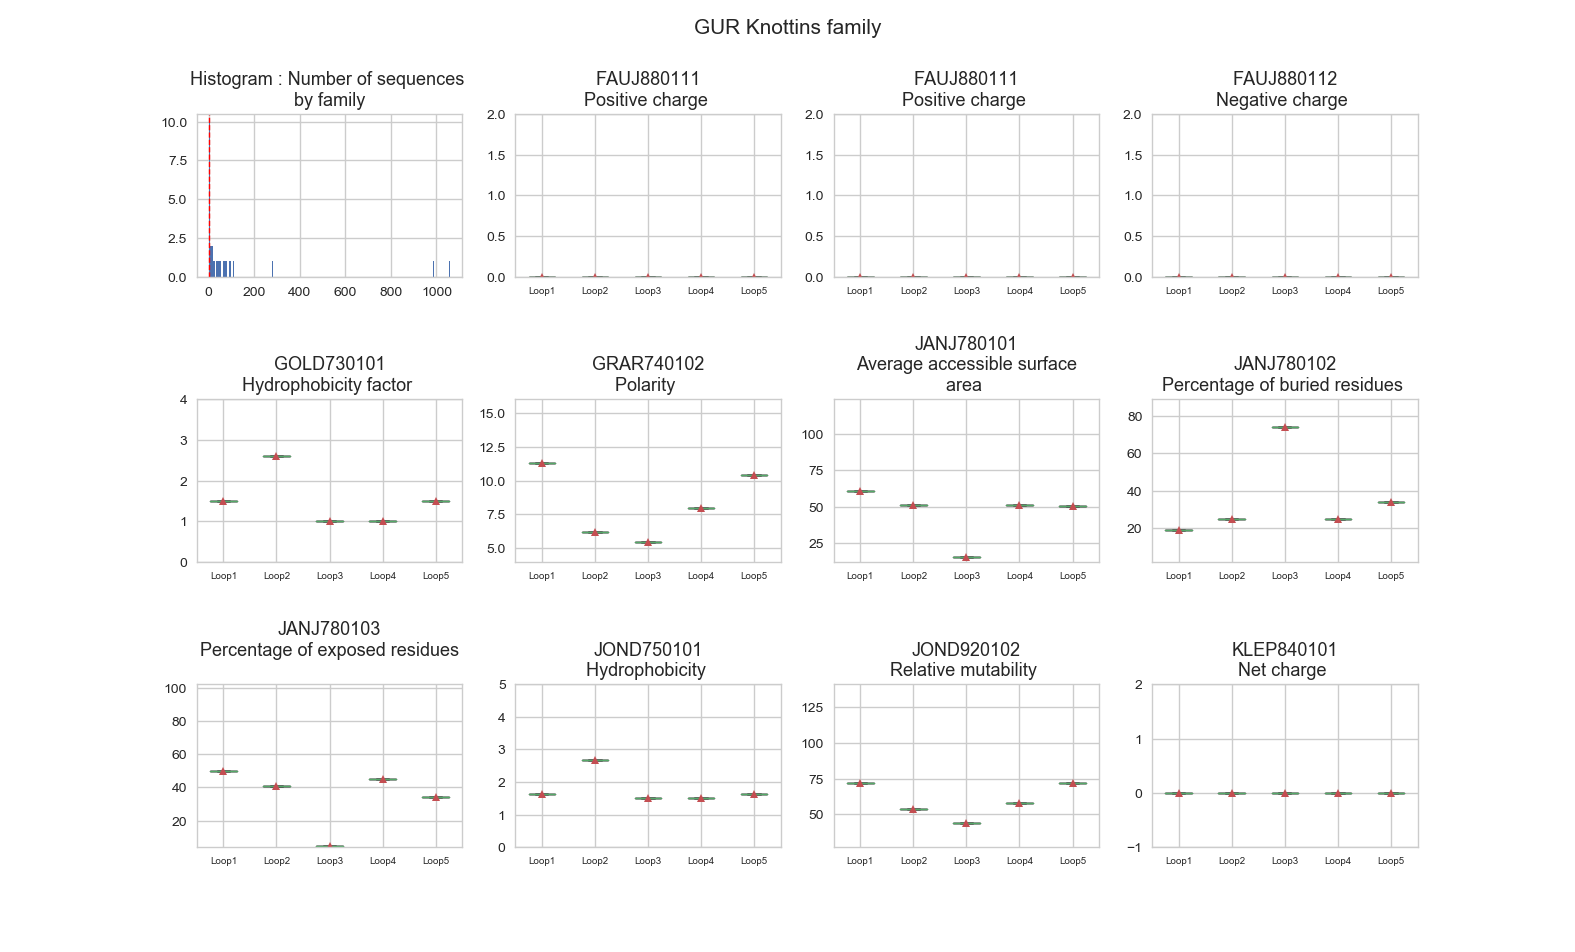 GUR Knottins family
Histogram : Number of sequences
by family
10.0
7.5
5.0
2.5
0.0
0 200 400 600 800 1000
FAUJ880111
Positive charge
2.0
1.5
1.0
0.5
0.0
Loop1 Loop2 Loop3 Loop4 Loop5
FAUJ880111
Positive charge
2.0
1.5
1.0
0.5
0.0
Loop1 Loop2 Loop3 Loop4 Loop5
FAUJ880112
Negative charge
2.0
1.5
1.0
0.5
0.0
Loop1 Loop2 Loop3 Loop4 Loop5
GOLD730101
Hydrophobicity factor
4
3
2
1
0
Loop1 Loop2 Loop3 Loop4 Loop5
GRAR740102
Polarity
15.0
12.5
10.0
7.5
5.0
Loop1 Loop2 Loop3 Loop4 Loop5
JANJ780101
Average accessible surface
area
100
75
50
25
Loop1 Loop2 Loop3 Loop4 Loop5
JANJ780102
Percentage of buried residues
80
60
40
20
Loop1 Loop2 Loop3 Loop4 Loop5
JANJ780103
Percentage of exposed residues
100
80
60
40
20
Loop1 Loop2 Loop3 Loop4 Loop5
JOND750101
Hydrophobicity
5
4
3
2
1
0
Loop1 Loop2 Loop3 Loop4 Loop5
JOND920102
Relative mutability
125
100
75
50
Loop1 Loop2 Loop3 Loop4 Loop5
KLEP840101
Net charge
2
1
0
−1
Loop1 Loop2 Loop3 Loop4 Loop5